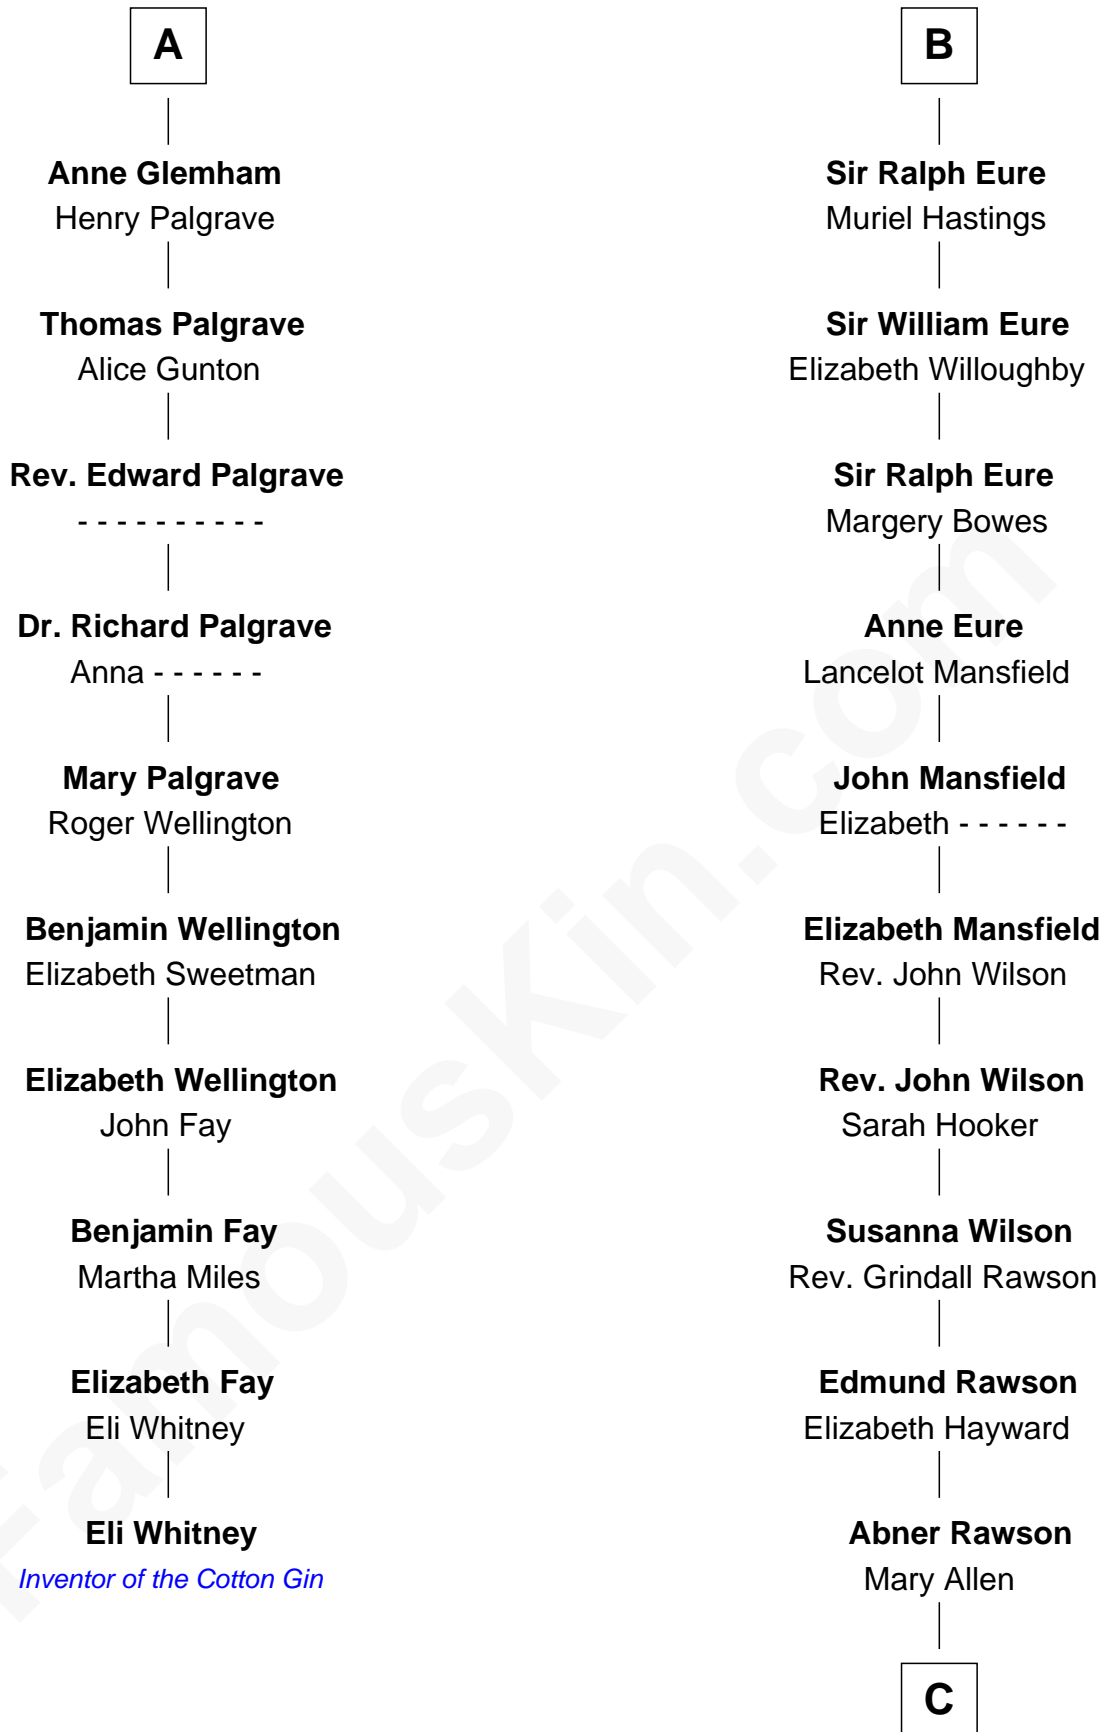 A
Anne Glemham
Henry Palgrave
Thomas Palgrave
Alice Gunton
Rev. Edward Palgrave
- - - - - - - - - -
Dr. Richard Palgrave
Anna - - - - - -
Mary Palgrave
Roger Wellington
Benjamin Wellington
Elizabeth Sweetman
Elizabeth Wellington
John Fay
Benjamin Fay
Martha Miles
Elizabeth Fay
Eli Whitney
Eli Whitney
Inventor of the Cotton Gin
B
Sir Ralph Eure
Muriel Hastings
Sir William Eure
Elizabeth Willoughby
Sir Ralph Eure
Margery Bowes
Anne Eure
Lancelot Mansfield
John Mansfield
Elizabeth - - - - - -
Elizabeth Mansfield
Rev. John Wilson
Rev. John Wilson
Sarah Hooker
Susanna Wilson
Rev. Grindall Rawson
Edmund Rawson
Elizabeth Hayward
Abner Rawson
Mary Allen
C
FamousKin.com